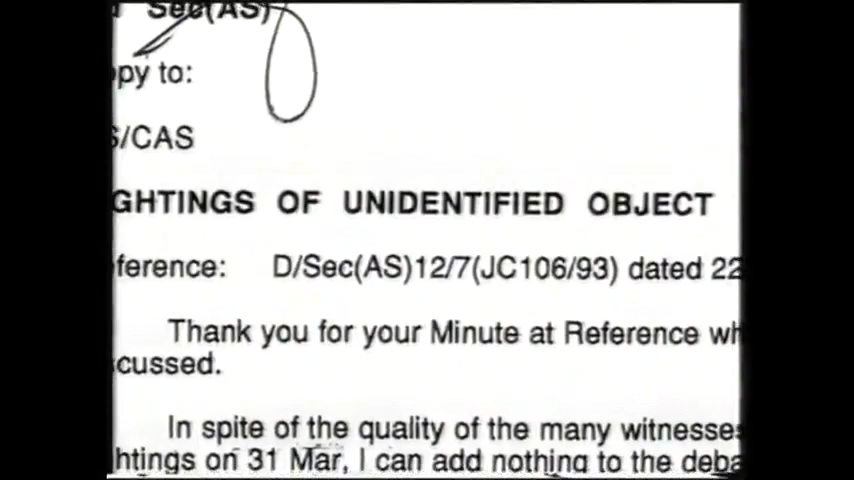 Sec(AS)
opy to:
S/CAS
GHTINGS OF UNIDENTIFIED OBJECT
ference: D/Sec(AS)12/7(JC106/93) dated 22
Thank you for your Minute at Reference wh
cussed.
In spite of the quality of the many witnesses
htings on 31 Mar, I can add nothing to the deba